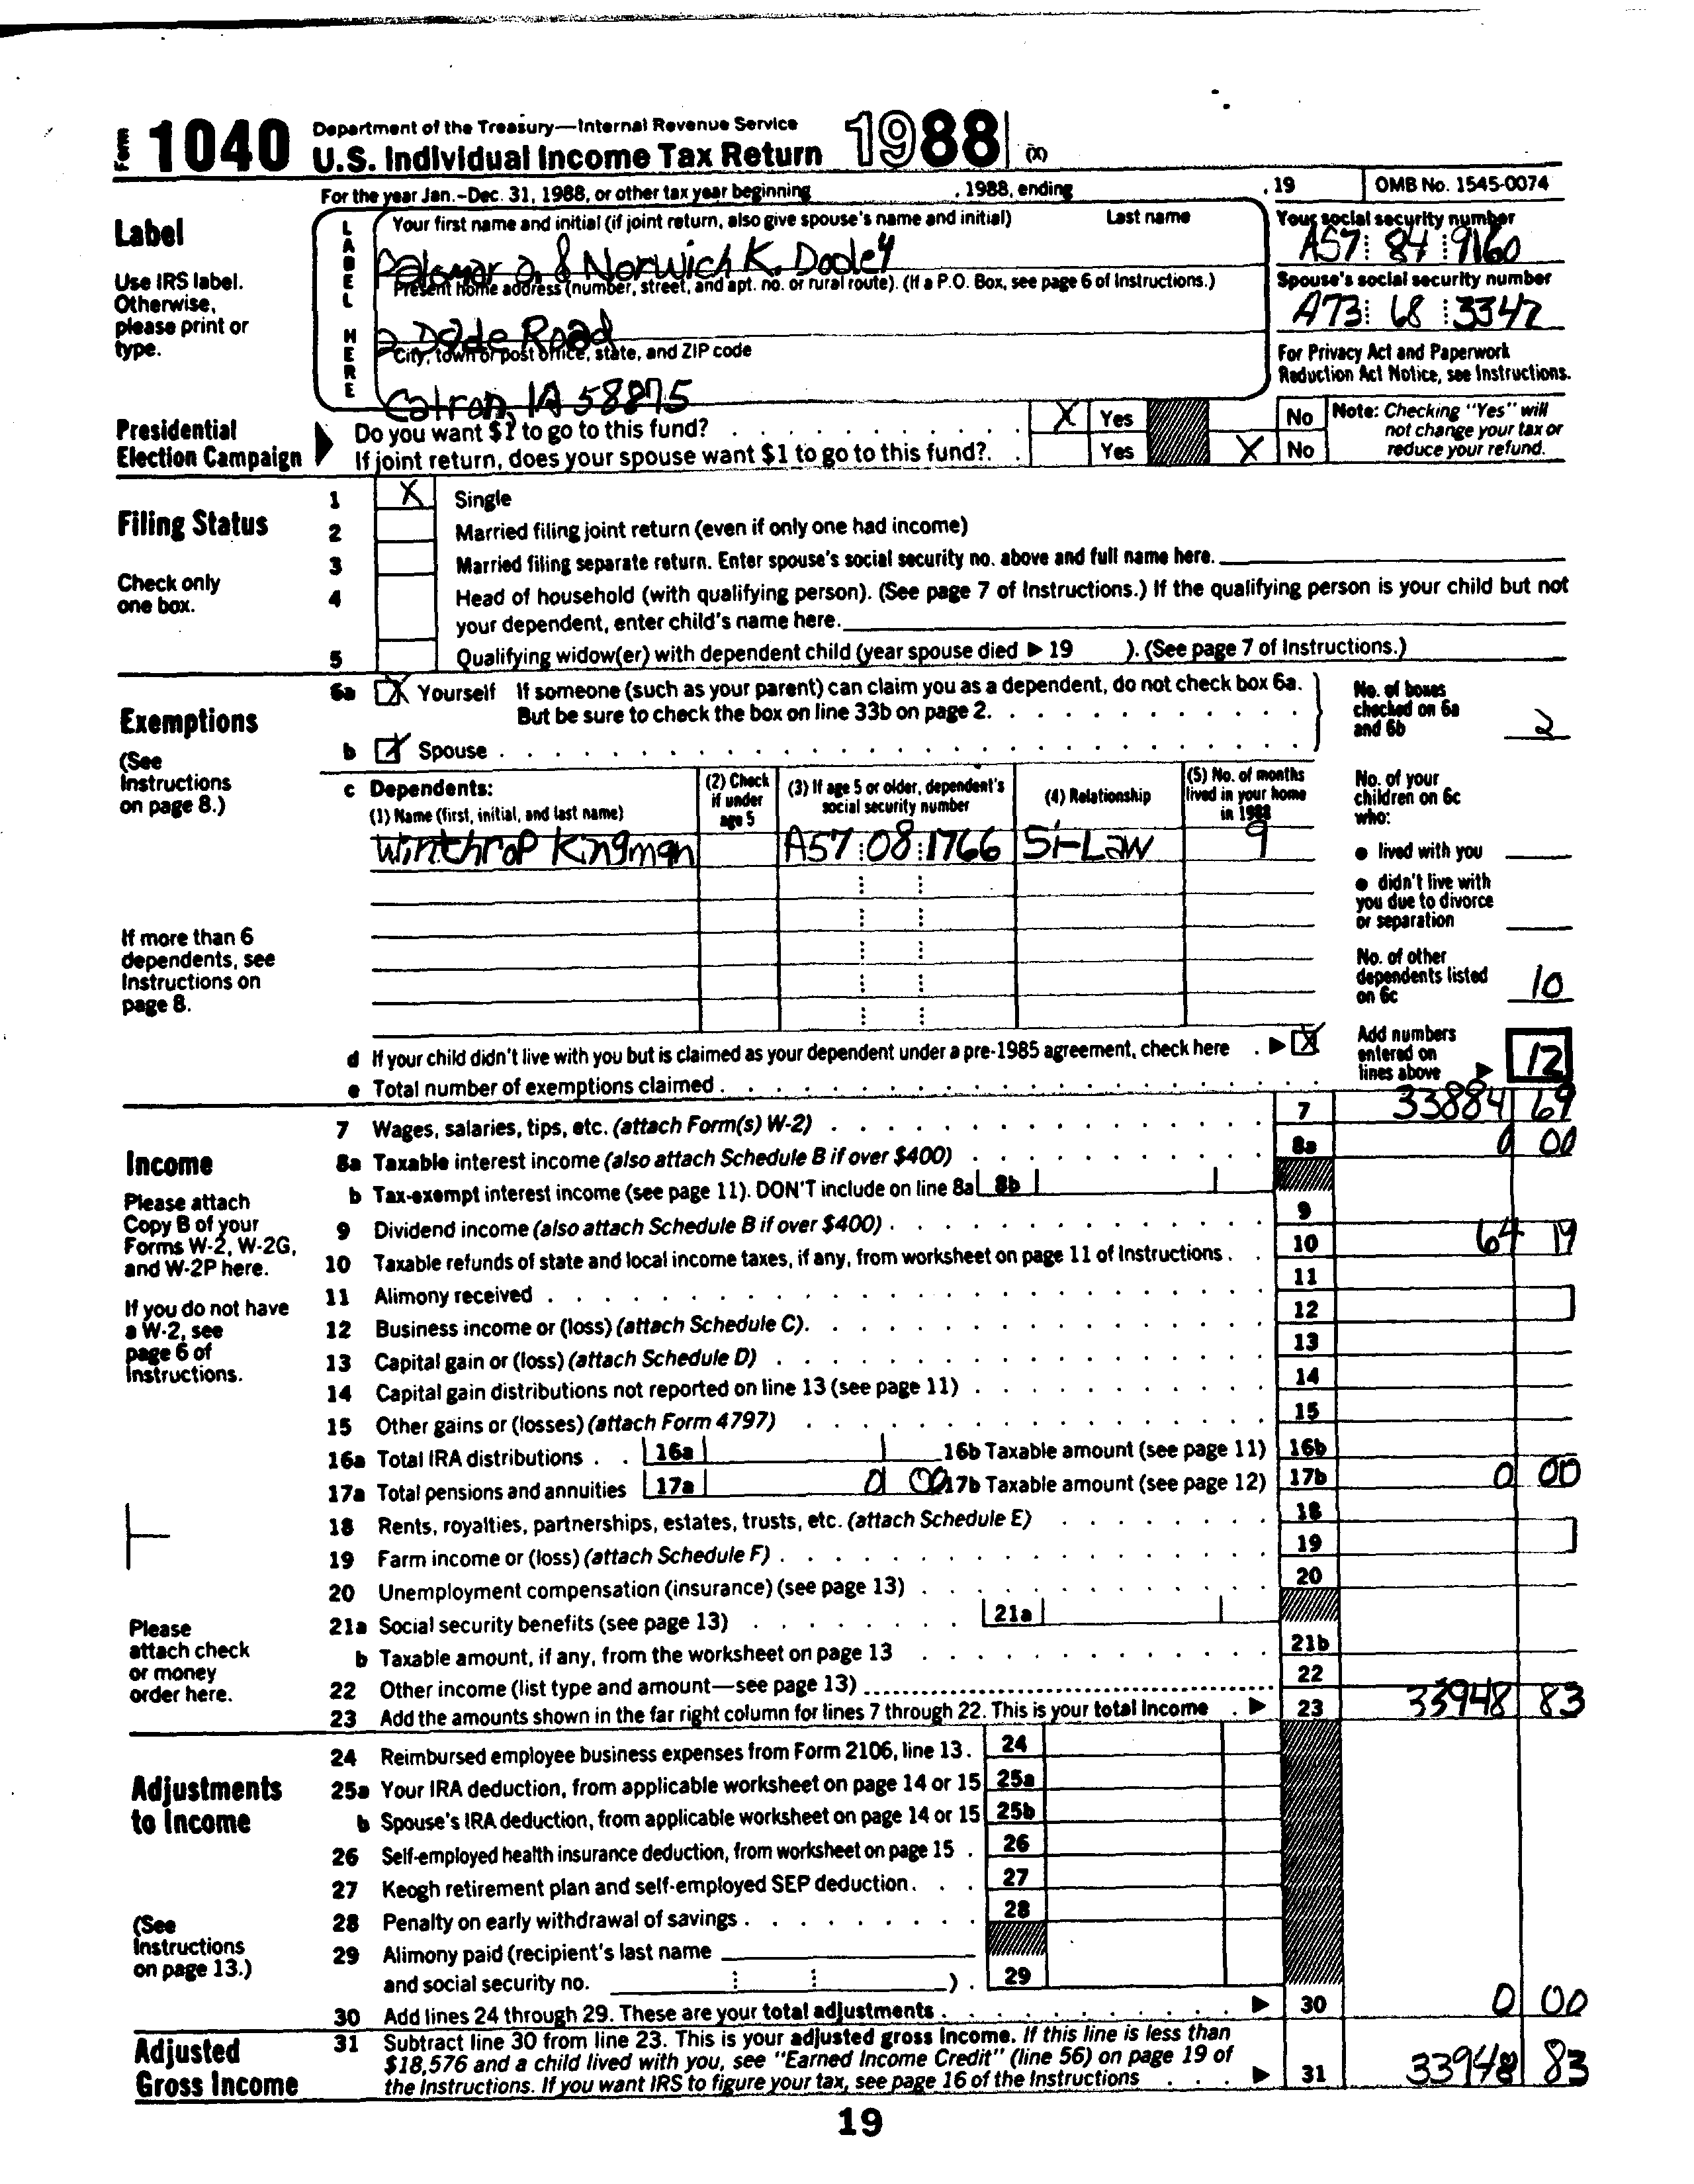 Form 1040 Department of the Treasury—Internal Revenue Service
U.S. Individual Income Tax Return 1988 (X)
For the year Jan.-Dec. 31, 1988, or other tax year beginning , 1988, ending , 19 OMB No. 1545-0074
Label
Use IRS label.
Otherwise,
please print or
type.
LABEL HERE
Your first name and initial (if joint return, also give spouse's name and initial) Last name
Palomar & Norwich K. Dooley
Present home address (number, street, and apt. no. or rural route). (If a P.O. Box, see page 6 of Instructions.)
2 Dade Road
City, town or post office, state, and ZIP code
Catron, IA 58875
Your social security number
A57 84 9160
Spouse's social security number
A73 68 3347
For Privacy Act and Paperwork
Reduction Act Notice, see Instructions.
Presidential
Election Campaign
Do you want $1 to go to this fund? X Yes No
If joint return, does your spouse want $1 to go to this fund? Yes X No
Note: Checking "Yes" will
not change your tax or
reduce your refund.
Filing Status
Check only
one box.
1 X Single
2 Married filing joint return (even if only one had income)
3 Married filing separate return. Enter spouse's social security no. above and full name here.
4 Head of household (with qualifying person). (See page 7 of Instructions.) If the qualifying person is your child but not
your dependent, enter child's name here.
5 Qualifying widow(er) with dependent child (year spouse died ▶ 19 ). (See page 7 of Instructions.)
Exemptions
(See
Instructions
on page 8.)
6a X Yourself If someone (such as your parent) can claim you as a dependent, do not check box 6a.
But be sure to check the box on line 33b on page 2.
b X Spouse
No. of boxes
checked on 6a
and 6b 2
c Dependents:
(1) Name (first, initial, and last name)
(2) Check
if under
age 5
(3) If age 5 or older, dependent's
social security number
(4) Relationship
(5) No. of months
lived in your home
in 1988
Winthrop Kingman A57 08 1766 Si-Law 9
If more than 6
dependents, see
Instructions on
page 8.
No. of your
children on 6c
who:
● lived with you
● didn't live with
you due to divorce
or separation
No. of other
dependents listed
on 6c 10
d If your child didn't live with you but is claimed as your dependent under a pre-1985 agreement, check here ▶ X
e Total number of exemptions claimed
Add numbers
entered on
lines above ▶ 12
Income
Please attach
Copy B of your
Forms W-2, W-2G,
and W-2P here.
If you do not have
a W-2, see
page 6 of
Instructions.
Please
attach check
or money
order here.
7 Wages, salaries, tips, etc. (attach Form(s) W-2) 7 33884 69
8a Taxable interest income (also attach Schedule B if over $400) 8a 0 00
b Tax-exempt interest income (see page 11). DON'T include on line 8a 8b
9 Dividend income (also attach Schedule B if over $400) 9
10 Taxable refunds of state and local income taxes, if any, from worksheet on page 11 of Instructions 10 64 14
11 Alimony received 11
12 Business income or (loss) (attach Schedule C) 12
13 Capital gain or (loss) (attach Schedule D) 13
14 Capital gain distributions not reported on line 13 (see page 11) 14
15 Other gains or (losses) (attach Form 4797) 15
16a Total IRA distributions 16a 16b Taxable amount (see page 11) 16b
17a Total pensions and annuities 17a 0 00 17b Taxable amount (see page 12) 17b 0 00
18 Rents, royalties, partnerships, estates, trusts, etc. (attach Schedule E) 18
19 Farm income or (loss) (attach Schedule F) 19
20 Unemployment compensation (insurance) (see page 13) 20
21a Social security benefits (see page 13) 21a
b Taxable amount, if any, from the worksheet on page 13 21b
22 Other income (list type and amount—see page 13) 22
23 Add the amounts shown in the far right column for lines 7 through 22. This is your total income ▶ 23 33948 83
Adjustments
to Income
(See
Instructions
on page 13.)
24 Reimbursed employee business expenses from Form 2106, line 13. 24
25a Your IRA deduction, from applicable worksheet on page 14 or 15 25a
b Spouse's IRA deduction, from applicable worksheet on page 14 or 15 25b
26 Self-employed health insurance deduction, from worksheet on page 15 26
27 Keogh retirement plan and self-employed SEP deduction 27
28 Penalty on early withdrawal of savings 28
29 Alimony paid (recipient's last name
and social security no. ) 29
30 Add lines 24 through 29. These are your total adjustments ▶ 30 0 00
Adjusted
Gross Income
31 Subtract line 30 from line 23. This is your adjusted gross income. If this line is less than
$18,576 and a child lived with you, see "Earned Income Credit" (line 56) on page 19 of
the Instructions. If you want IRS to figure your tax, see page 16 of the Instructions ▶ 31 33948 83
19